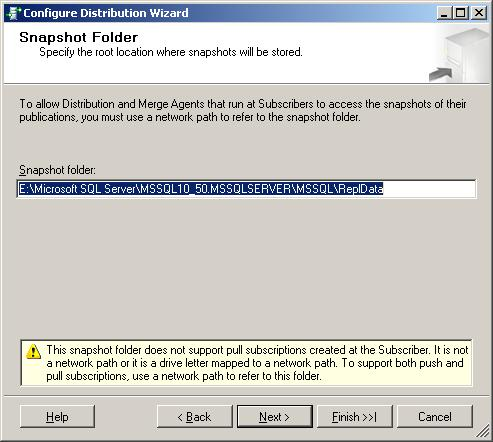 Configure Distribution Wizard
Snapshot Folder
Specify the root location where snapshots will be stored.
To allow Distribution and Merge Agents that run at Subscribers to access the snapshots of their
publications, you must use a network path to refer to the snapshot folder.
Snapshot folder:
E:\Microsoft SQL Server\MSSQL10_50.MSSQLSERVER\MSSQL\ReplData
This snapshot folder does not support pull subscriptions created at the Subscriber. It is not
a network path or it is a drive letter mapped to a network path. To support both push and
pull subscriptions, use a network path to refer to this folder.
Help
< Back
Next >
Finish >>|
Cancel